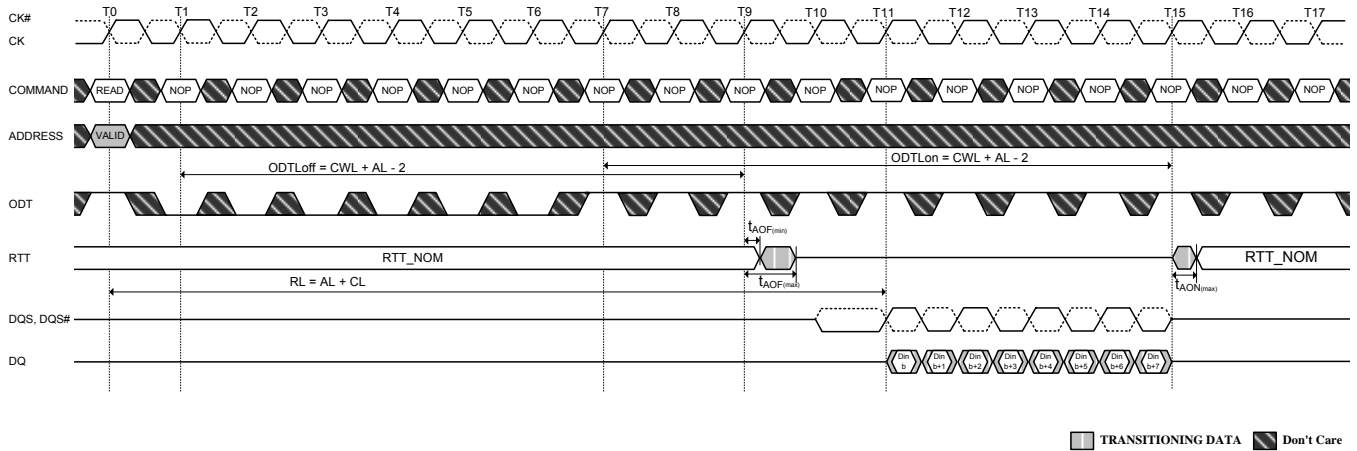 CK#
CK
T0 T1 T2 T3 T4 T5 T6 T7 T8 T9 T10 T11 T12 T13 T14 T15 T16 T17
COMMAND READ NOP NOP NOP NOP NOP NOP NOP NOP NOP NOP NOP NOP NOP NOP NOP NOP NOP
ADDRESS VALID
ODTLoff = CWL + AL - 2
ODTLon = CWL + AL - 2
ODT
tAOF(min)
RTT RTT_NOM RTT_NOM
tAOF(max)
tAON(max)
RL = AL + CL
DQS, DQS#
DQ
Din b
Din b+1
Din b+2
Din b+3
Din b+4
Din b+5
Din b+6
Din b+7
TRANSITIONING DATA
Don't Care